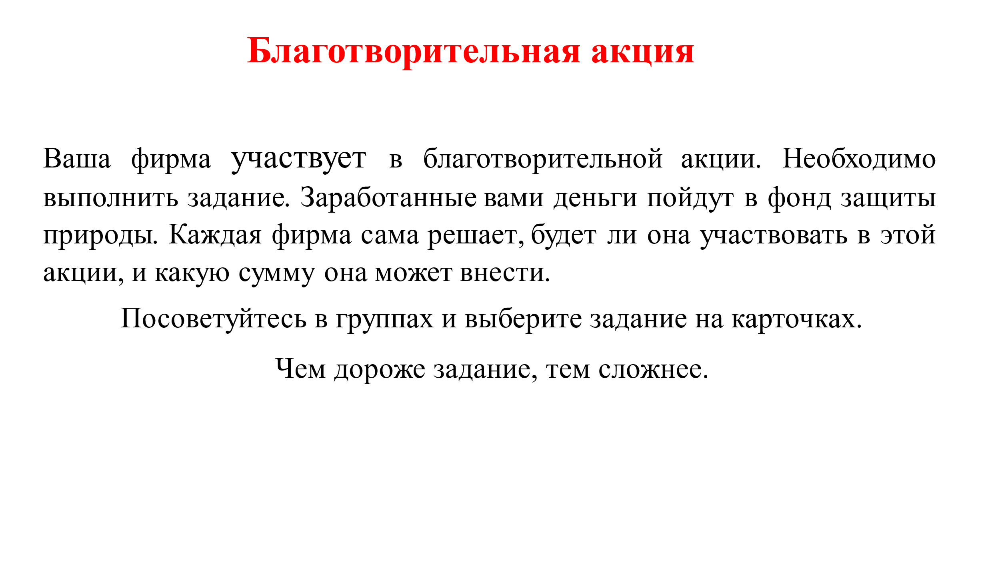 Благотворительная акция
Ваша фирма участвует в благотворительной акции. Необходимо
выполнить задание. Заработанные вами деньги пойдут в фонд защиты
природы. Каждая фирма сама решает, будет ли она участвовать в этой
акции, и какую сумму она может внести.
Посоветуйтесь в группах и выберите задание на карточках.
Чем дороже задание, тем сложнее.